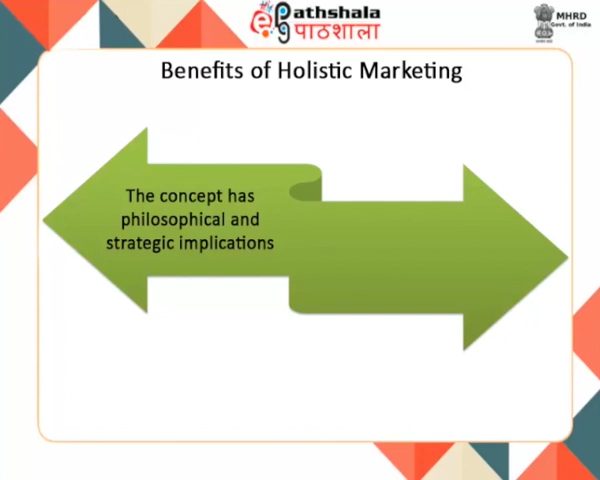 Pathshala
पाठशाला
MHRD
Govt. of India
Benefits of Holistic Marketing
The concept has
philosophical and
strategic implications